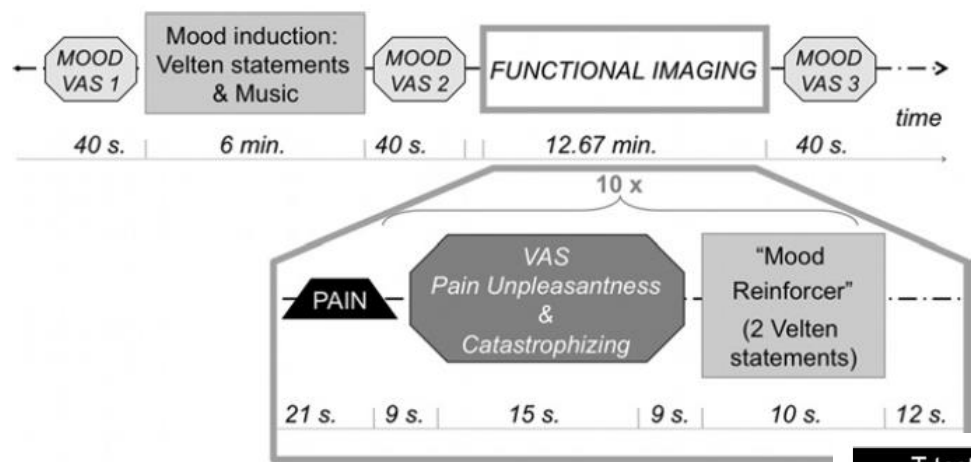 MOOD
VAS 1
Mood induction:
Velten statements
& Music
MOOD
VAS 2
FUNCTIONAL IMAGING
MOOD
VAS 3
time
40 s.
6 min.
40 s.
12.67 min.
40 s.
10 x
PAIN
VAS
Pain Unpleasantness
&
Catastrophizing
“Mood
Reinforcer”
(2 Velten
statements)
21 s.
9 s.
15 s.
9 s.
10 s.
12 s.